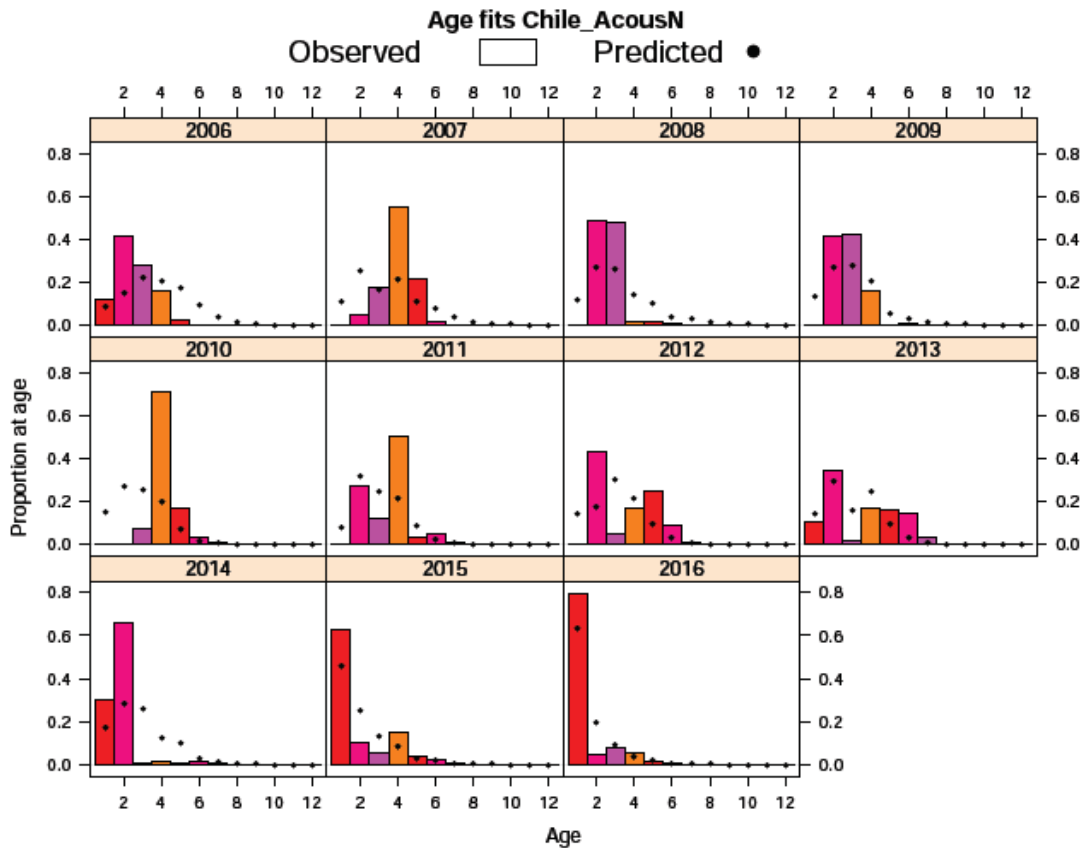 Age fits Chile_AcousN
Observed Predicted
2 4 6 8 10 12 2 4 6 8 10 12 2 4 6 8 10 12 2 4 6 8 10 12
2006 2007 2008 2009
0.8 0.8
0.6 0.6
0.4 0.4
0.2 0.2
0.0 0.0
2010 2011 2012 2013
0.8 0.8
0.6 0.6
0.4 0.4
0.2 0.2
0.0 0.0
Proportion at age
2014 2015 2016
0.8 0.8
0.6 0.6
0.4 0.4
0.2 0.2
0.0 0.0
2 4 6 8 10 12 2 4 6 8 10 12 2 4 6 8 10 12
Age